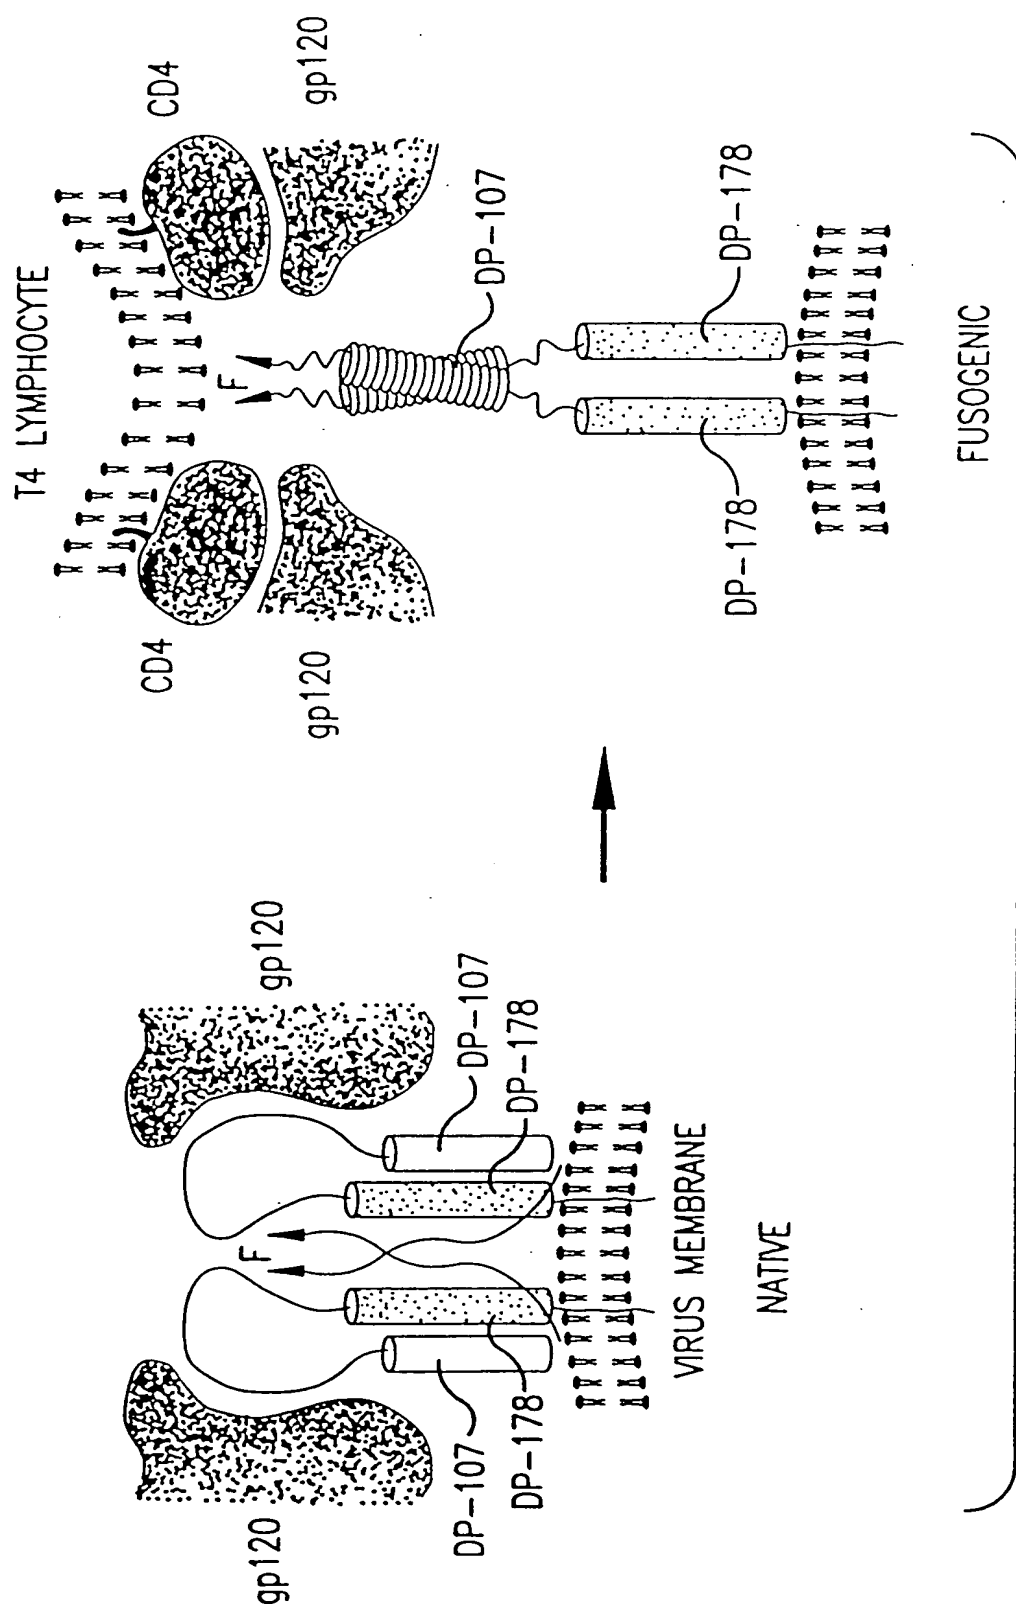 gp120
gp120
F
DP-107
DP-178
DP-107
DP-178
VIRUS MEMBRANE
NATIVE
T4 LYMPHOCYTE
CD4
CD4
gp120
gp120
F
DP-107
DP-178
DP-178
FUSOGENIC